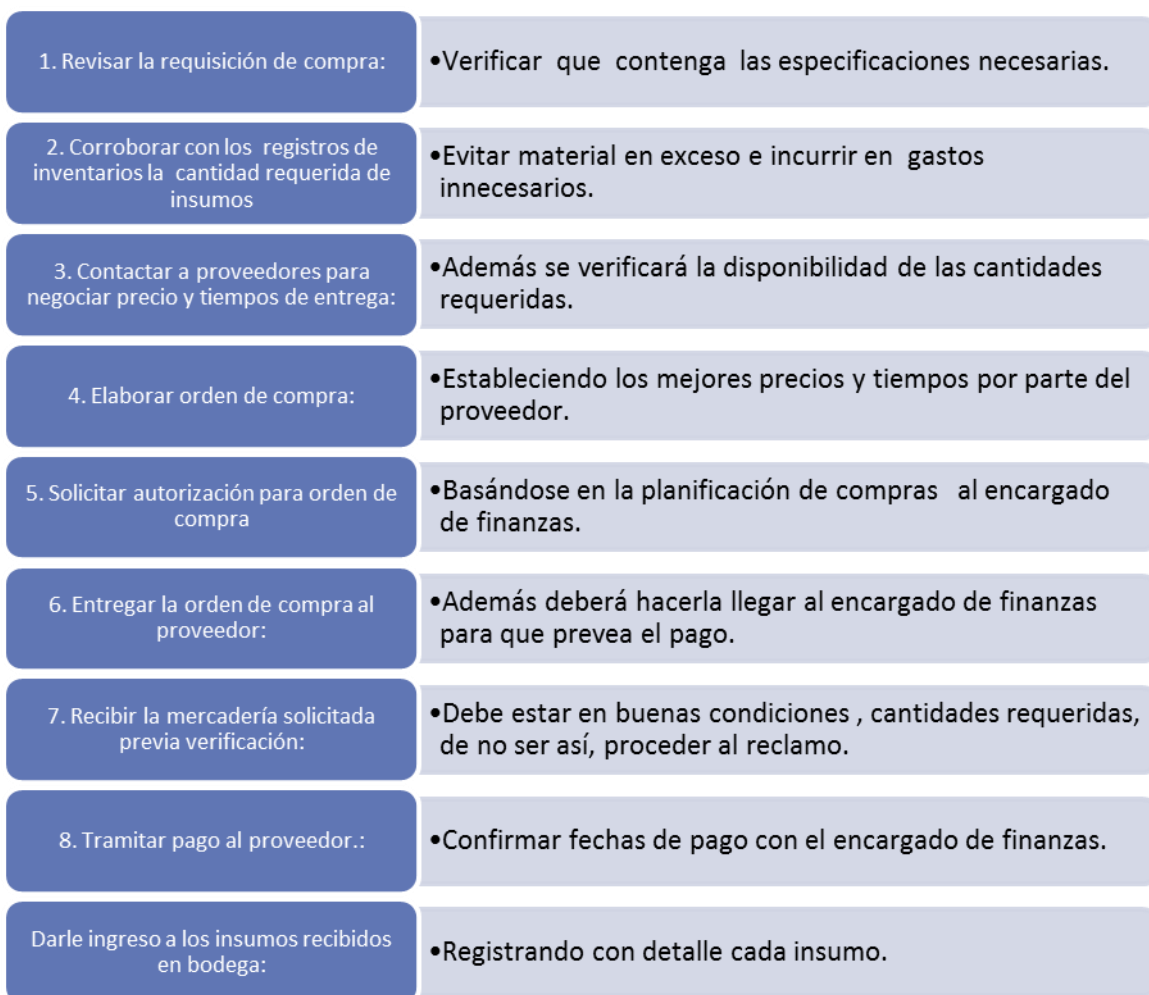 1. Revisar la requisición de compra:
•Verificar que contenga las especificaciones necesarias.
2. Corroborar con los registros de
inventarios la cantidad requerida de
insumos
•Evitar material en exceso e incurrir en gastos
innecesarios.
3. Contactar a proveedores para
negociar precio y tiempos de entrega:
•Además se verificará la disponibilidad de las cantidades
requeridas.
4. Elaborar orden de compra:
•Estableciendo los mejores precios y tiempos por parte del
proveedor.
5. Solicitar autorización para orden de
compra
•Basándose en la planificación de compras al encargado
de finanzas.
6. Entregar la orden de compra al
proveedor:
•Además deberá hacerla llegar al encargado de finanzas
para que prevea el pago.
7. Recibir la mercadería solicitada
previa verificación:
•Debe estar en buenas condiciones , cantidades requeridas,
de no ser así, proceder al reclamo.
8. Tramitar pago al proveedor.:
•Confirmar fechas de pago con el encargado de finanzas.
Darle ingreso a los insumos recibidos
en bodega:
•Registrando con detalle cada insumo.